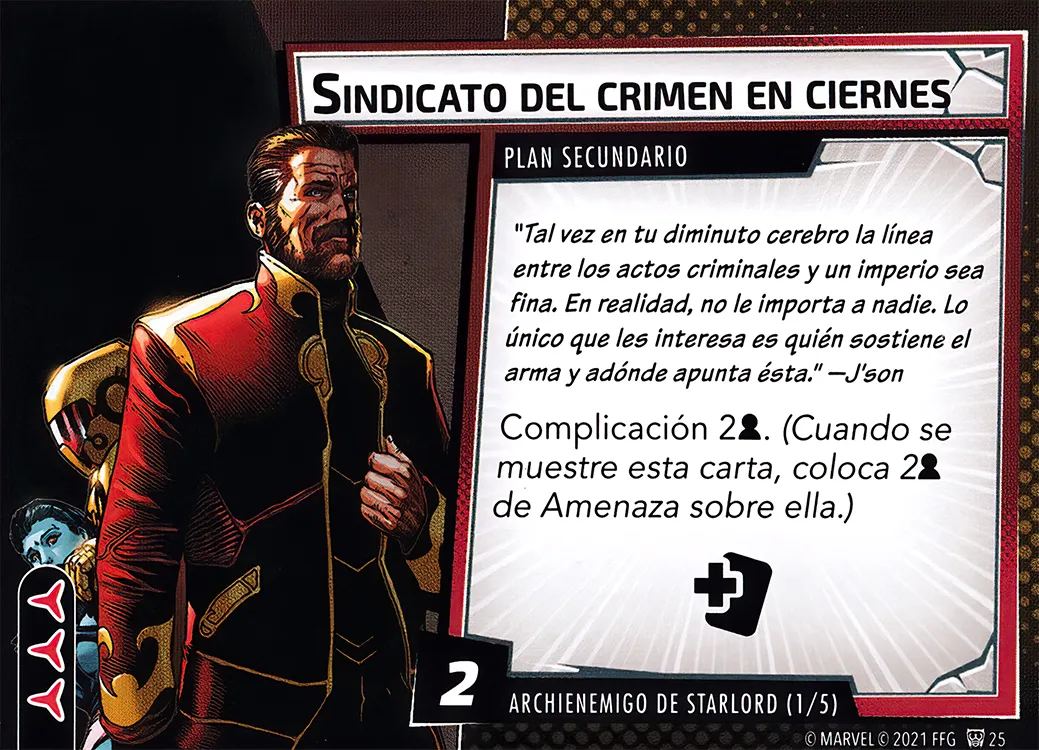 Sindicato del crimen en ciernes
PLAN SECUNDARIO
"Tal vez en tu diminuto cerebro la línea
entre los actos criminales y un imperio sea
fina. En realidad, no le importa a nadie. Lo
único que les interesa es quién sostiene el
arma y adónde apunta ésta." —J'son
Complicación 2. (Cuando se
muestre esta carta, coloca 2
de Amenaza sobre ella.)
2
ARCHIENEMIGO DE STARLORD (1/5)
© MARVEL © 2021 FFG 25